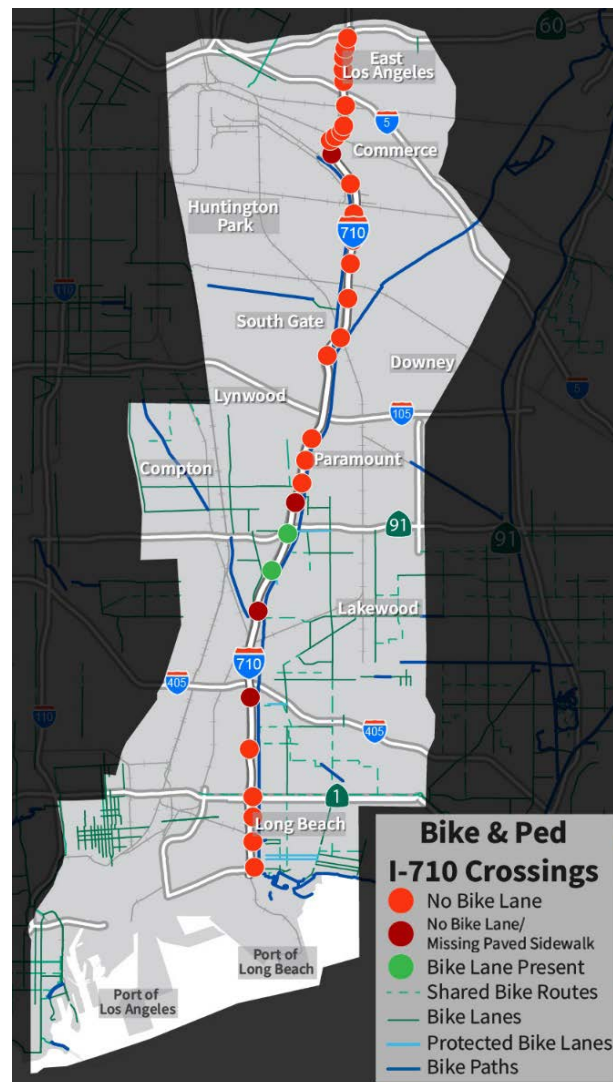 60
East
Los Angeles
5
Commerce
Huntington
Park
710
110
South Gate
Downey
5
Lynwood
105
Compton
Paramount
91
91
Lakewood
710
405
110
405
1
Long Beach
Port of
Long Beach
Port of
Los Angeles
Bike & Ped
I-710 Crossings
No Bike Lane
No Bike Lane/
Missing Paved Sidewalk
Bike Lane Present
Shared Bike Routes
Bike Lanes
Protected Bike Lanes
Bike Paths